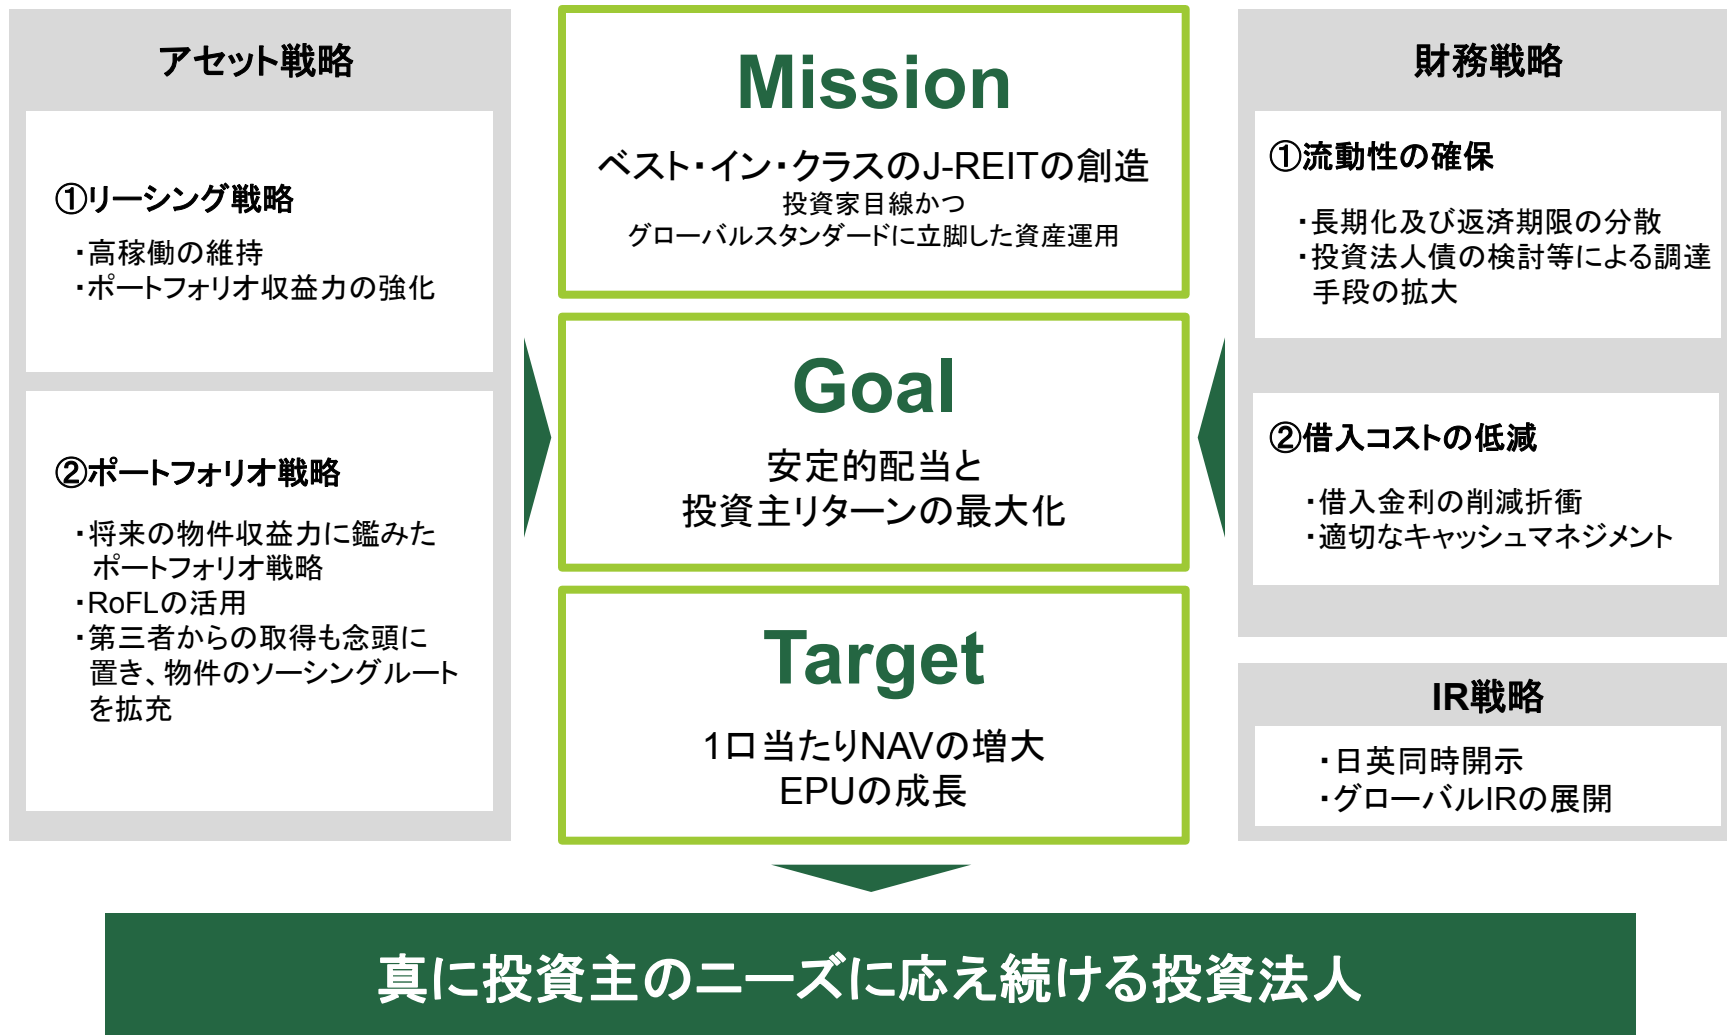 アセット戦略
①リーシング戦略
・高稼働の維持
・ポートフォリオ収益力の強化
②ポートフォリオ戦略
・将来の物件収益力に鑑みた
ポートフォリオ戦略
・RoFLの活用
・第三者からの取得も念頭に
置き、物件のソーシングルート
を拡充
Mission
ベスト・イン・クラスのJ-REITの創造
投資家目線かつ
グローバルスタンダードに立脚した資産運用
Goal
安定的配当と
投資主リターンの最大化
Target
1口当たりNAVの増大
EPUの成長
財務戦略
①流動性の確保
・長期化及び返済期限の分散
・投資法人債の検討等による調達
手段の拡大
②借入コストの低減
・借入金利の削減折衝
・適切なキャッシュマネジメント
IR戦略
・日英同時開示
・グローバルIRの展開
真に投資主のニーズに応え続ける投資法人